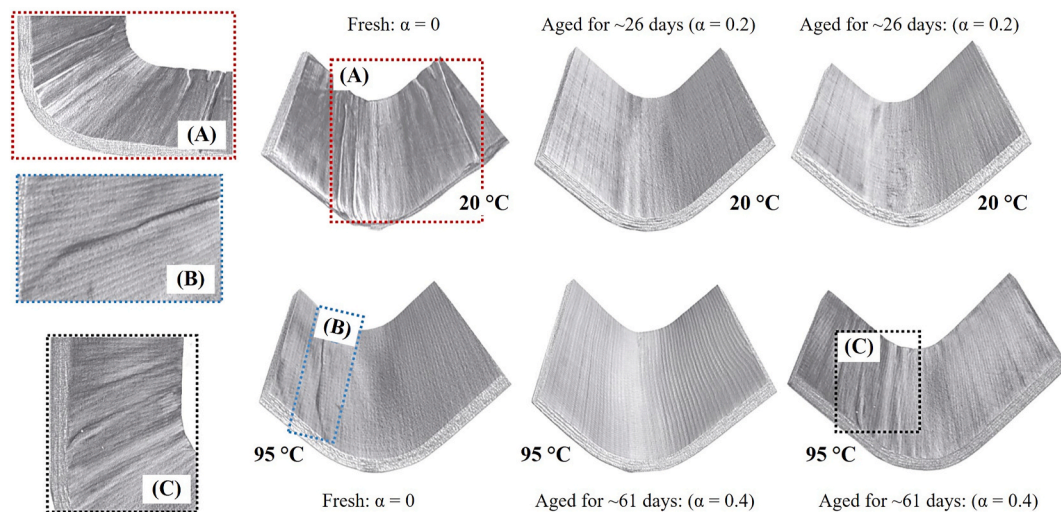 Fresh: α = 0
Aged for ~26 days (α = 0.2)
Aged for ~26 days: (α = 0.2)
(A)
(A)
20 °C
20 °C
20 °C
(B)
(B)
(C)
(C)
95 °C
95 °C
95 °C
Fresh: α = 0
Aged for ~61 days: (α = 0.4)
Aged for ~61 days: (α = 0.4)